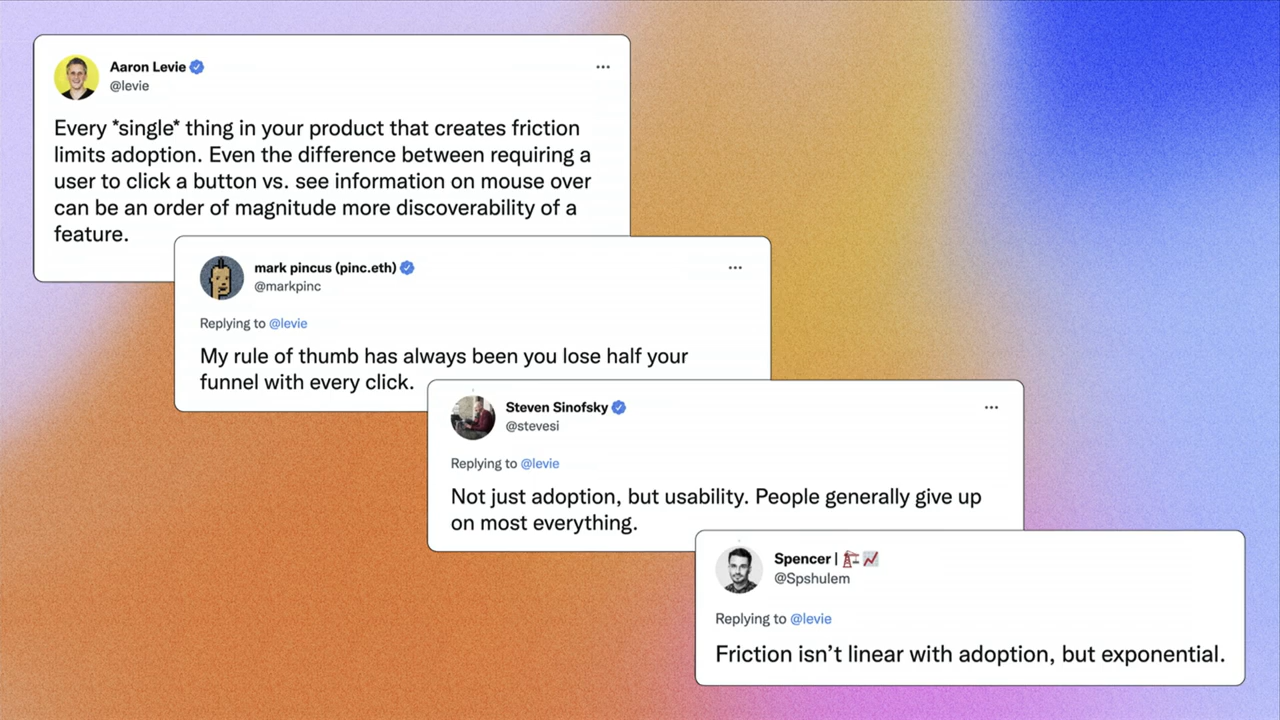 Aaron Levie
@levie
Every *single* thing in your product that creates friction
limits adoption. Even the difference between requiring a
user to click a button vs. see information on mouse over
can be an order of magnitude more discoverability of a
feature.
mark pincus (pinc.eth)
@markpinc
Replying to @levie
My rule of thumb has always been you lose half your
funnel with every click.
Steven Sinofsky
@stevesi
Replying to @levie
Not just adoption, but usability. People generally give up
on most everything.
Spencer | 🏗📈
@Spshulem
Replying to @levie
Friction isn’t linear with adoption, but exponential.